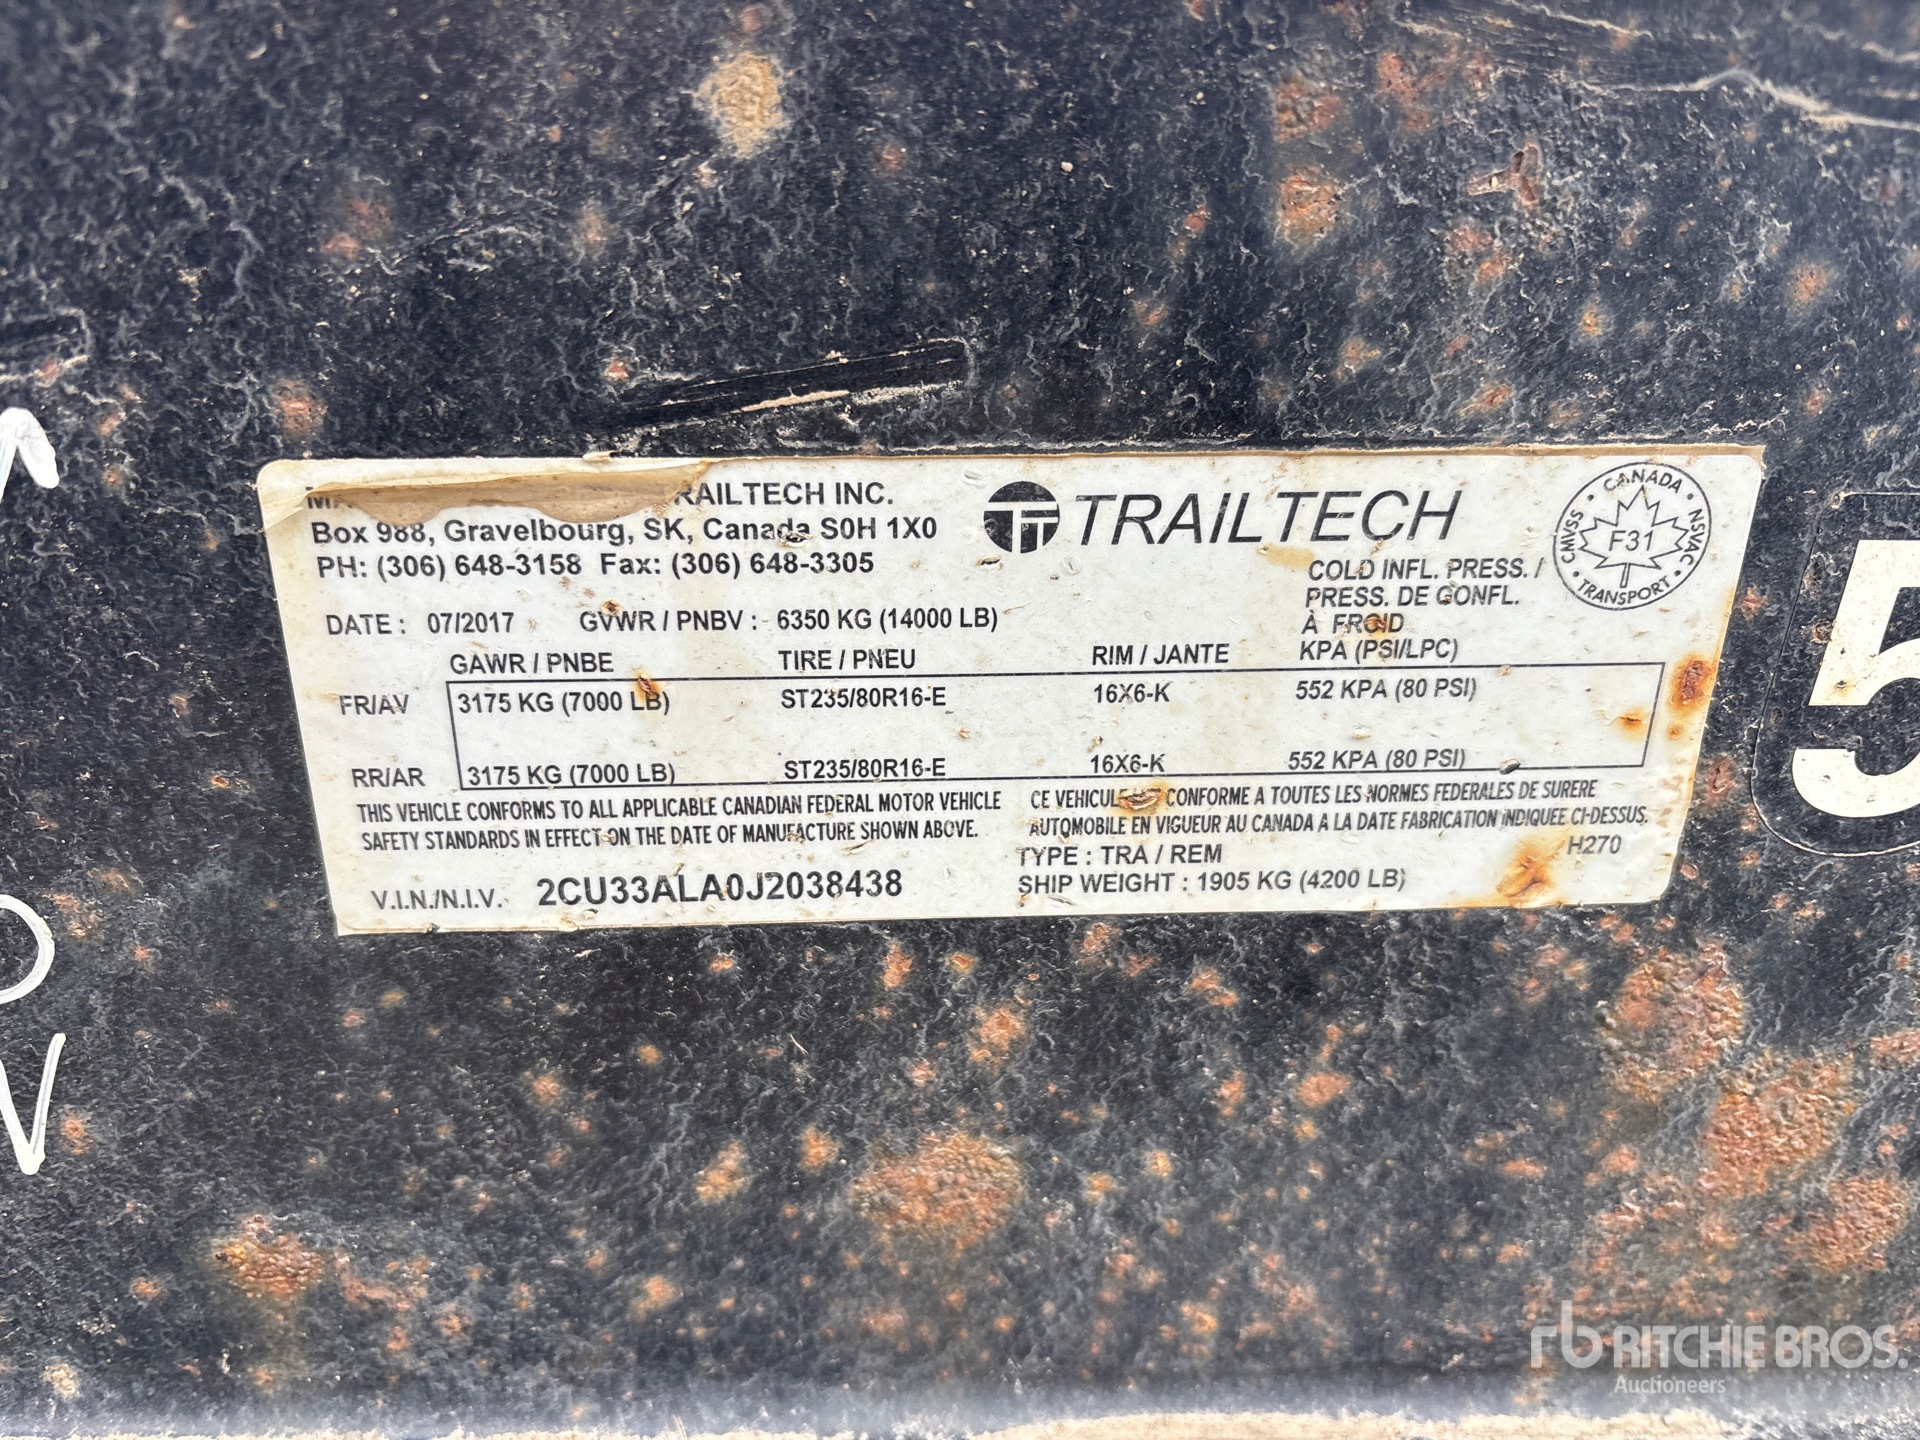 RAILTECH INC.
Box 988, Gravelbourg, SK, Canada S0H 1X0
PH: (306) 648-3158 Fax: (306) 648-3305
TRAILTECH
CANADA
CMVSS
NSVAC
F31
TRANSPORT
COLD INFL. PRESS. /
PRESS. DE GONFL.
À FROID
KPA (PSI/LPC)
DATE : 07/2017 GVWR / PNBV : 6350 KG (14000 LB)
GAWR / PNBE TIRE / PNEU RIM / JANTE
FR/AV 3175 KG (7000 LB) ST235/80R16-E 16X6-K 552 KPA (80 PSI)
RR/AR 3175 KG (7000 LB) ST235/80R16-E 16X6-K 552 KPA (80 PSI)
THIS VEHICLE CONFORMS TO ALL APPLICABLE CANADIAN FEDERAL MOTOR VEHICLE
SAFETY STANDARDS IN EFFECT ON THE DATE OF MANUFACTURE SHOWN ABOVE.
CE VEHICULE CONFORME A TOUTES LES NORMES FEDERALES DE SURERE
AUTOMOBILE EN VIGUEUR AU CANADA A LA DATE FABRICATION INDIQUEE CI-DESSUS.
H270
TYPE : TRA / REM
SHIP WEIGHT : 1905 KG (4200 LB)
V.I.N./N.I.V. 2CU33ALA0J2038438
5
rb RITCHIE BROS.
Auctioneers